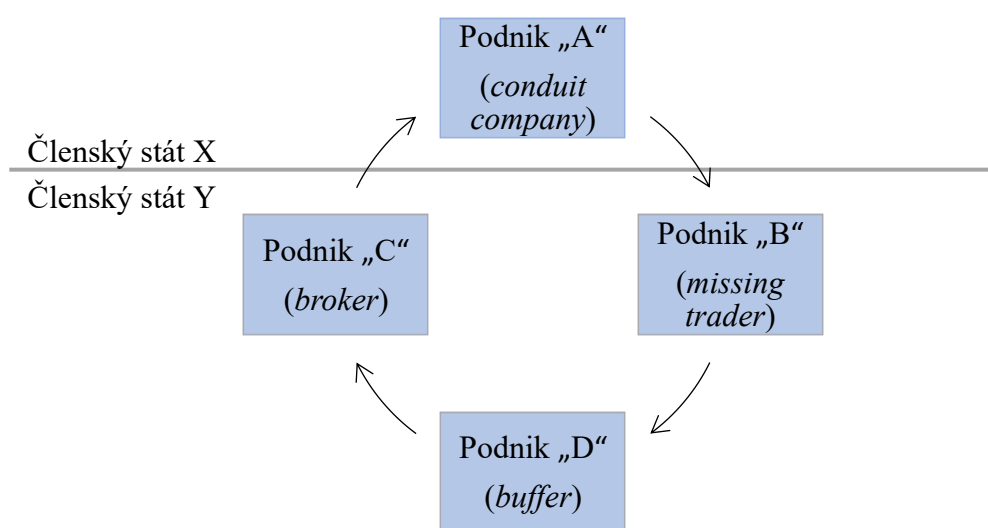 Podnik „A“
(conduit
company)
Členský stát X
Členský stát Y
Podnik „C“
(broker)
Podnik „B“
(missing
trader)
Podnik „D“
(buffer)